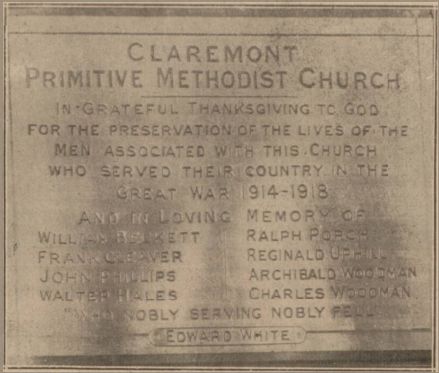 CLAREMONT
PRIMITIVE METHODIST CHURCH
IN GRATEFUL THANKSGIVING TO GOD
FOR THE PRESERVATION OF THE LIVES OF THE
MEN ASSOCIATED WITH THIS CHURCH
WHO SERVED THEIR COUNTRY IN THE
GREAT WAR 1914-1918
AND IN LOVING MEMORY OF
WILLIAM BECKETT RALPH PORCH
FRANK CLEAVER REGINALD UPHILL
JOHN PHILLIPS ARCHIBALD WOODMAN
WALTER HALES CHARLES WOODMAN
"WHO NOBLY SERVING NOBLY FELL"
EDWARD WHITE